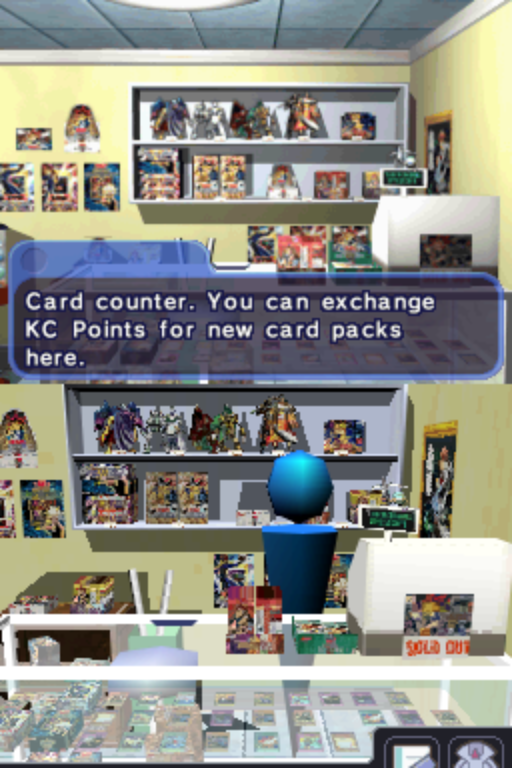 Card counter. You can exchange
KC Points for new card packs
here.
SOLD OUT